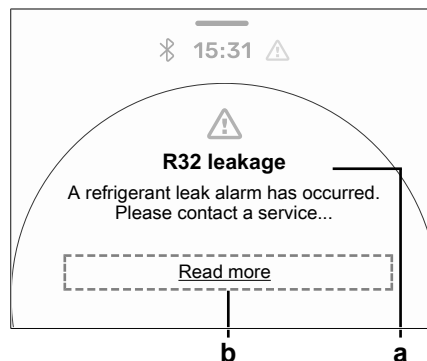 15:31
R32 leakage
A refrigerant leak alarm has occurred.
Please contact a service...
Read more
b a